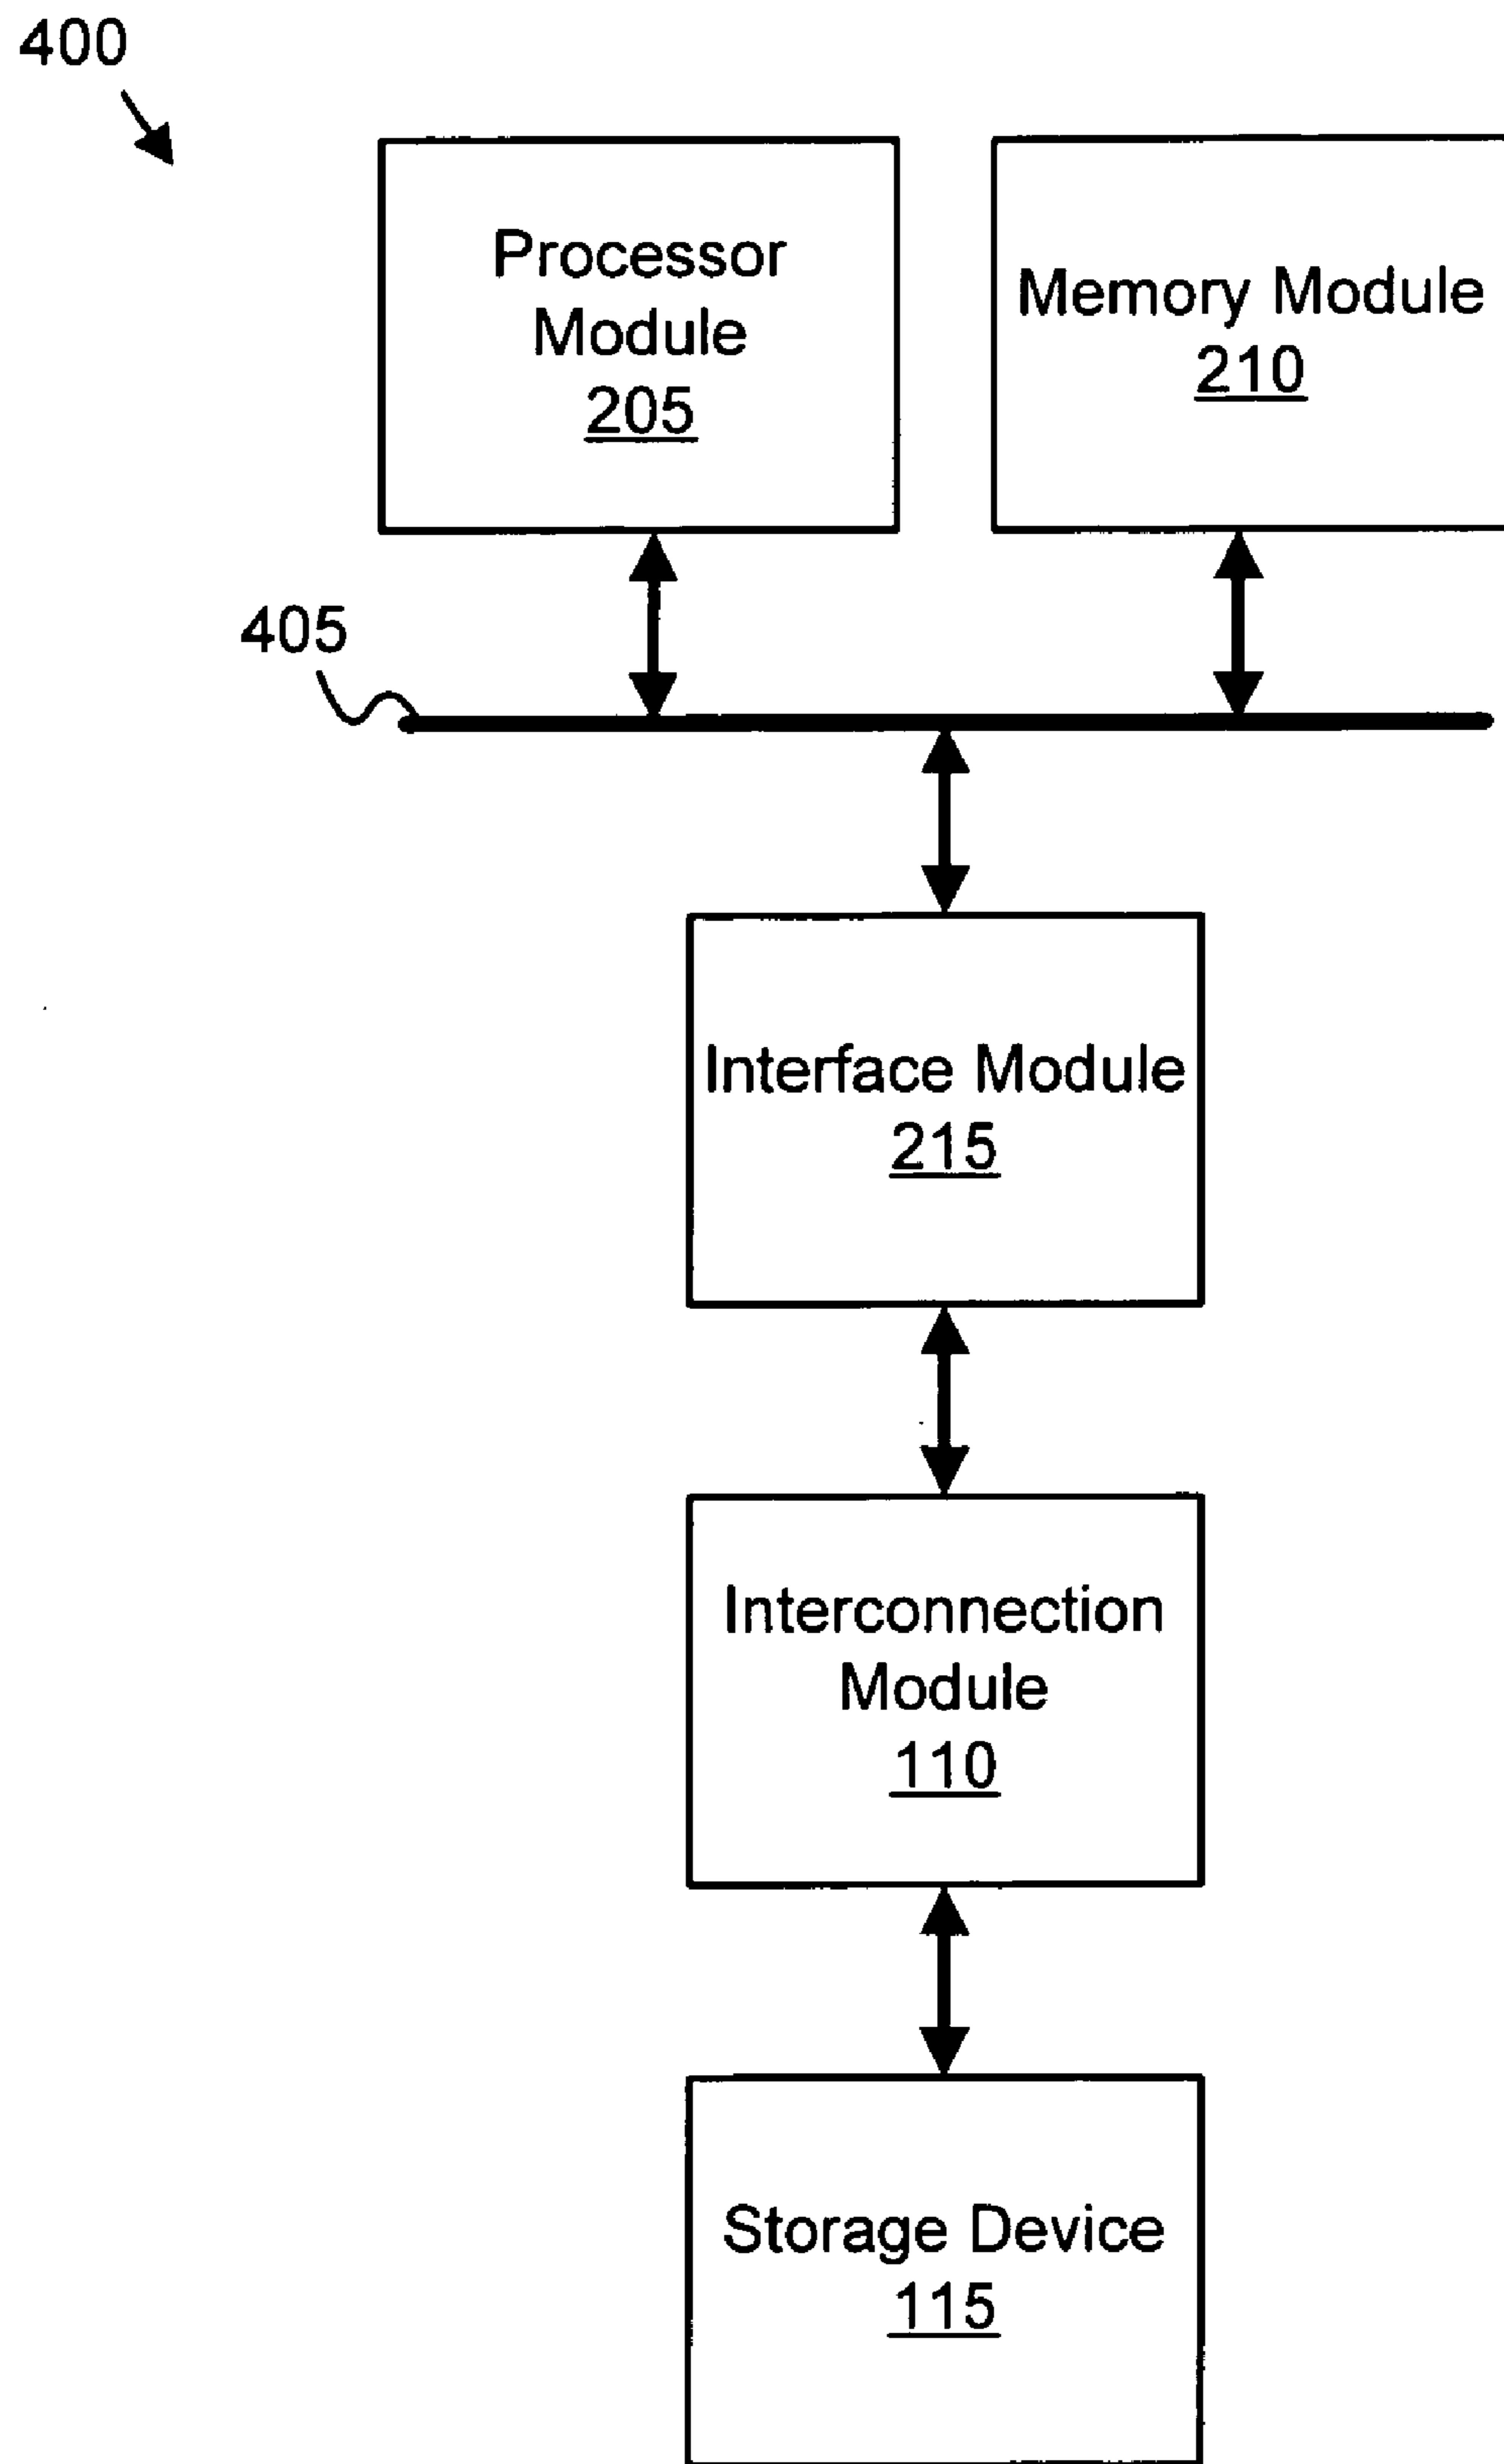 400
Processor
Module
205
Memory Module
210
405
Interface Module
215
Interconnection
Module
110
Storage Device
115